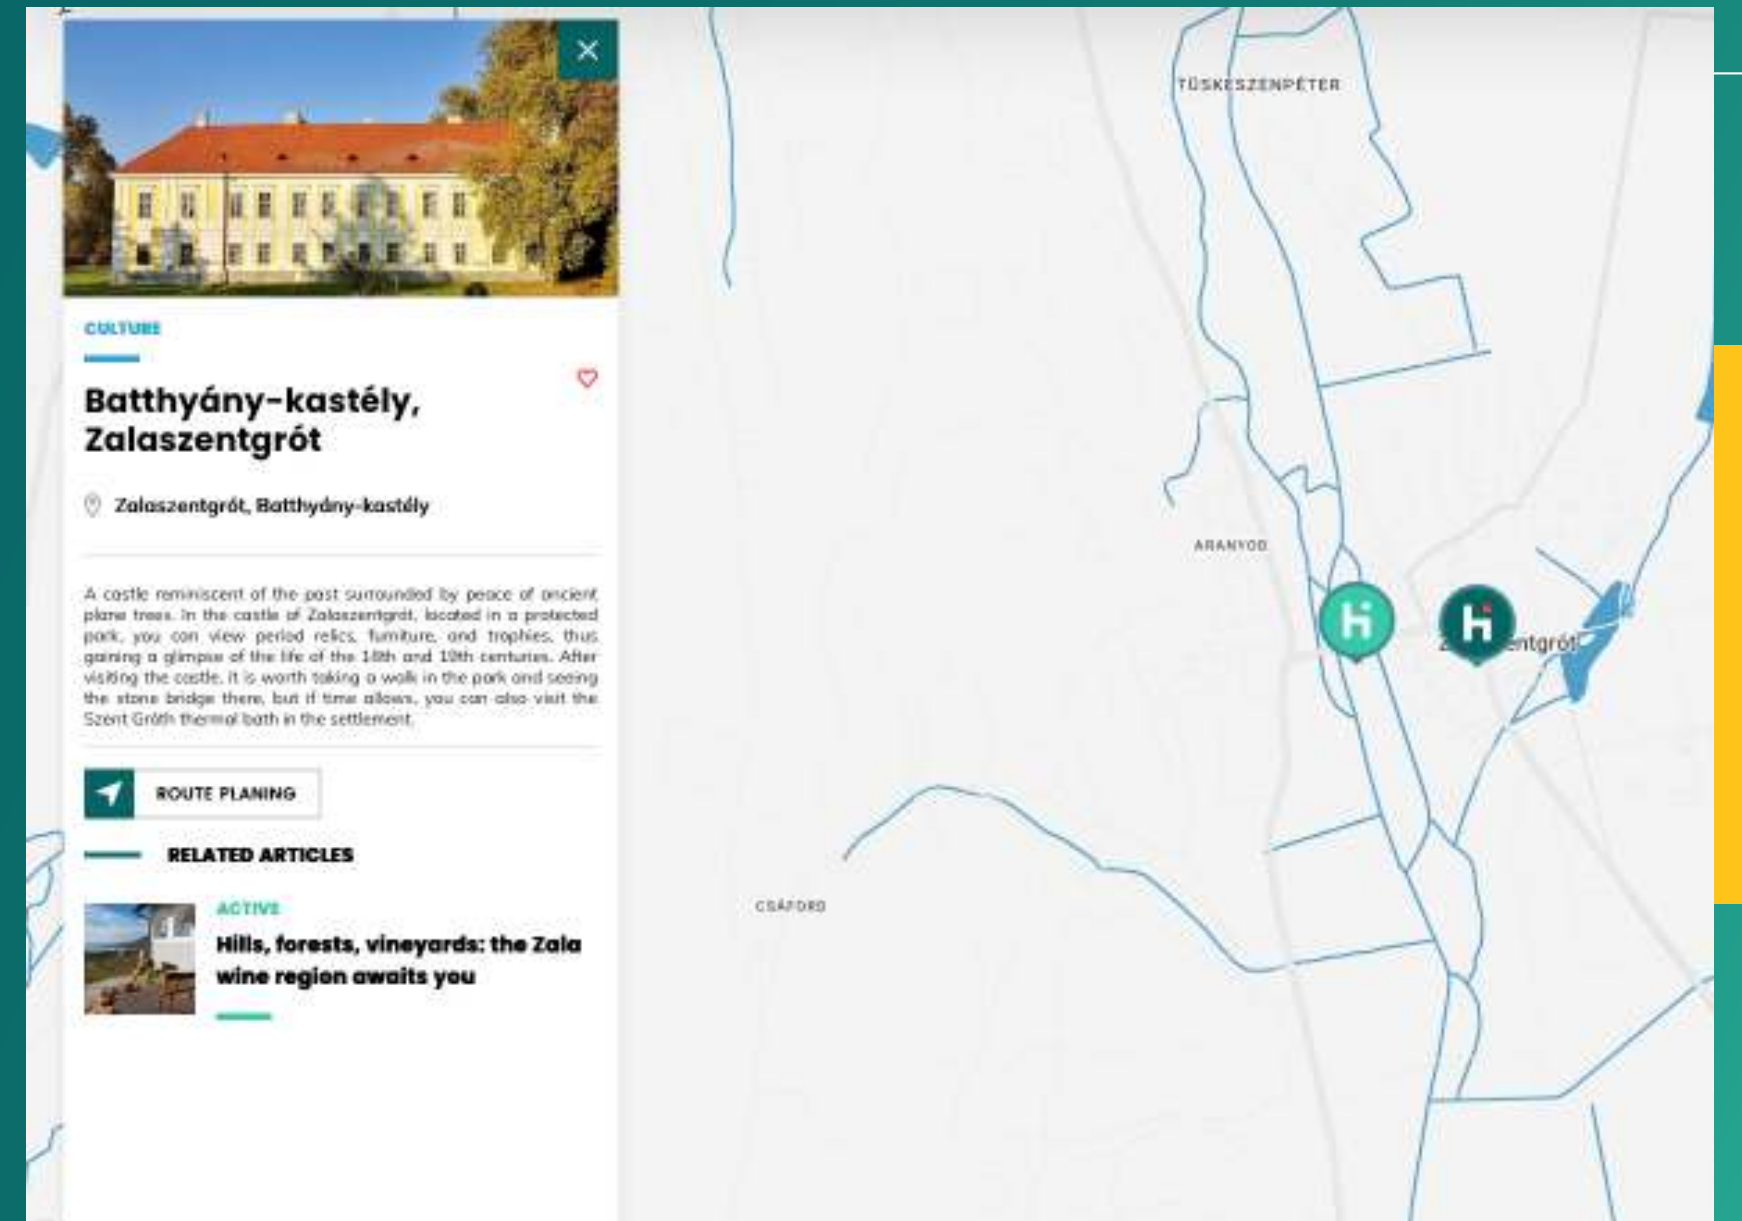 CULTURE
Batthyány-kastély,
Zalaszentgrót
Zalaszentgrót, Batthyány-kastély
A castle reminiscent of the past surrounded by peace of ancient
plane trees. In the castle of Zalaszentgrót, located in a protected
park, you can view period relics, furniture, and trophies, thus
gaining a glimpse of the life of the 18th and 19th centuries. After
visiting the castle, it is worth taking a walk in the park and seeing
the stone bridge there, but if time allows, you can also visit the
Szent Gróth thermal bath in the settlement.
ROUTE PLANING
RELATED ARTICLES
ACTIVE
Hills, forests, vineyards: the Zala
wine region awaits you
TÜSKESZENPÉTER
ARANYOD
hi
hi
CSÁFORD